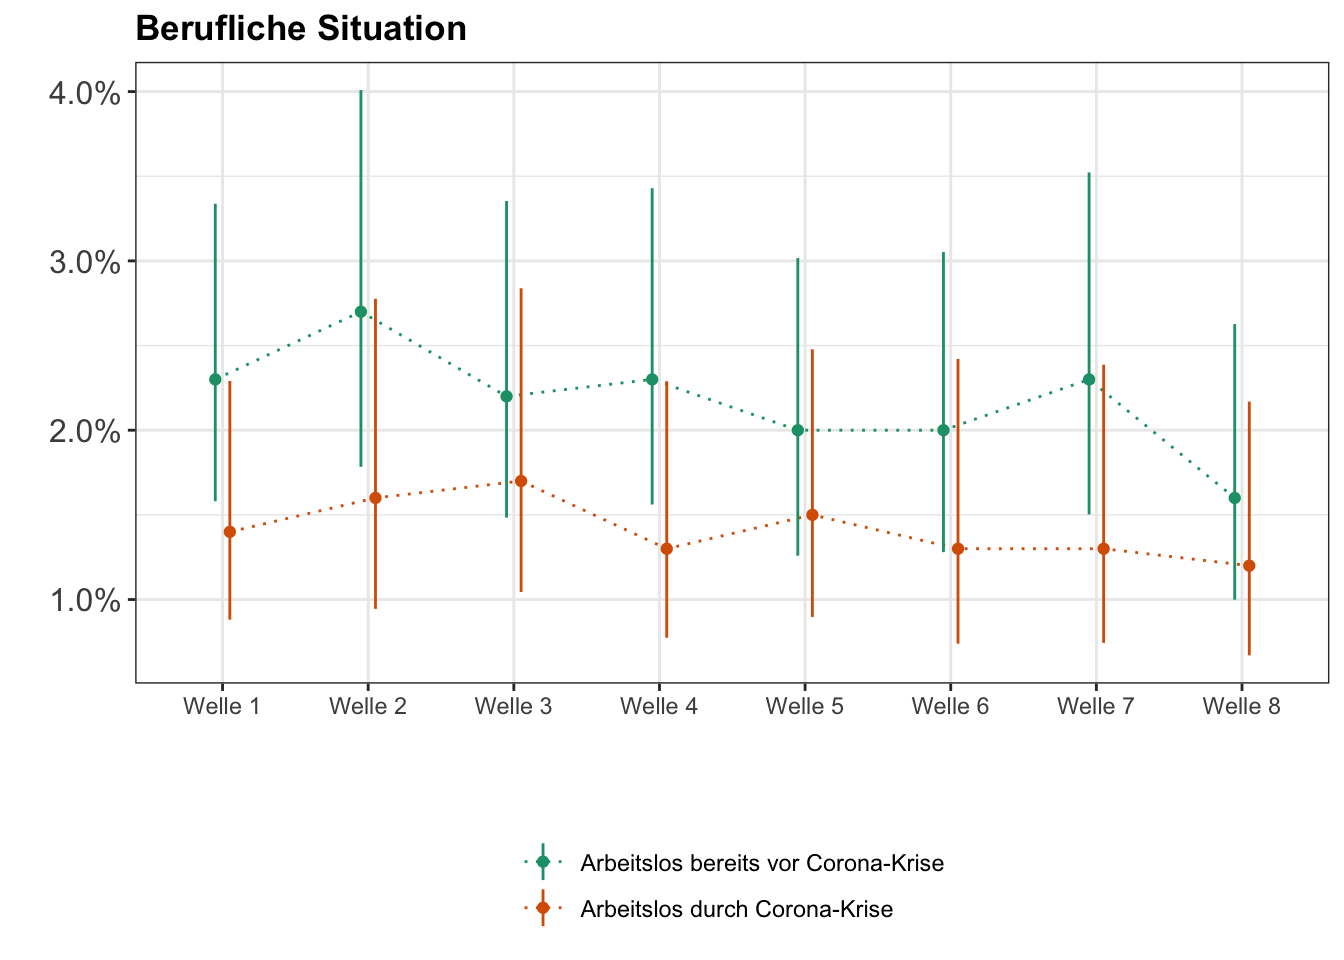 Berufliche Situation
4.0%
3.0%
2.0%
1.0%
Welle 1 Welle 2 Welle 3 Welle 4 Welle 5 Welle 6 Welle 7 Welle 8
Arbeitslos bereits vor Corona-Krise
Arbeitslos durch Corona-Krise